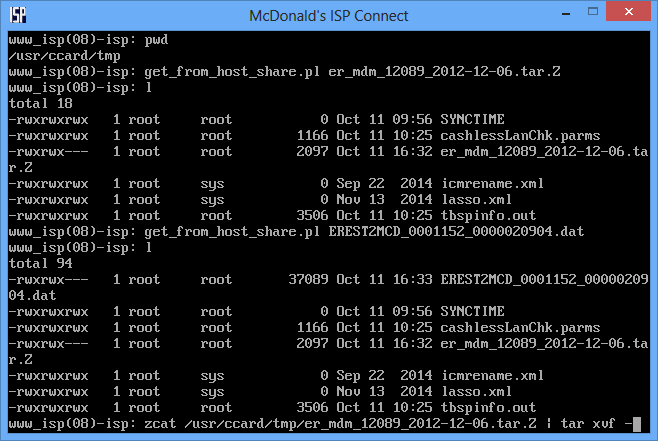 ISP
McDonald's ISP Connect
www_isp(08)-isp: pwd
/usr/ccard/tmp
www_isp(08)-isp: get_from_host_share.pl er_mdm_12089_2012-12-06.tar.Z
www_isp(08)-isp: l
total 18
-rwxrwxrwx 1 root root 0 Oct 11 09:56 SYNCTIME
-rwxrwxrwx 1 root root 1166 Oct 11 10:25 cashlessLanChk.parms
-rwxrwx--- 1 root root 2097 Oct 11 16:32 er_mdm_12089_2012-12-06.ta
r.Z
-rwxrwxrwx 1 root sys 0 Sep 22 2014 icmrename.xml
-rwxrwxrwx 1 root sys 0 Nov 13 2014 lasso.xml
-rwxrwxrwx 1 root root 3506 Oct 11 10:25 tbspinfo.out
www_isp(08)-isp: get_from_host_share.pl EREST2MCD_0001152_0000020904.dat
www_isp(08)-isp: l
total 94
-rwxrwx--- 1 root root 37089 Oct 11 16:33 EREST2MCD_0001152_00000209
04.dat
-rwxrwxrwx 1 root root 0 Oct 11 09:56 SYNCTIME
-rwxrwxrwx 1 root root 1166 Oct 11 10:25 cashlessLanChk.parms
-rwxrwx--- 1 root root 2097 Oct 11 16:32 er_mdm_12089_2012-12-06.ta
r.Z
-rwxrwxrwx 1 root sys 0 Sep 22 2014 icmrename.xml
-rwxrwxrwx 1 root sys 0 Nov 13 2014 lasso.xml
-rwxrwxrwx 1 root root 3506 Oct 11 10:25 tbspinfo.out
www_isp(08)-isp: zcat /usr/ccard/tmp/er_mdm_12089_2012-12-06.tar.Z | tar xvf -